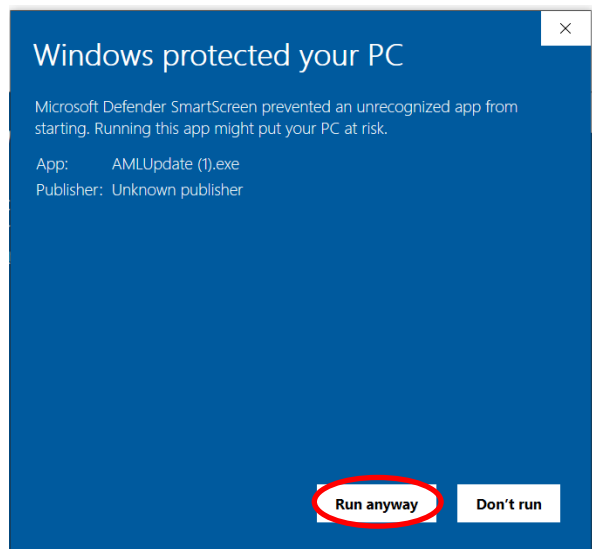 Windows protected your PC
Microsoft Defender SmartScreen prevented an unrecognized app from
starting. Running this app might put your PC at risk.
App: AMLUpdate (1).exe
Publisher: Unknown publisher
Run anyway Don't run